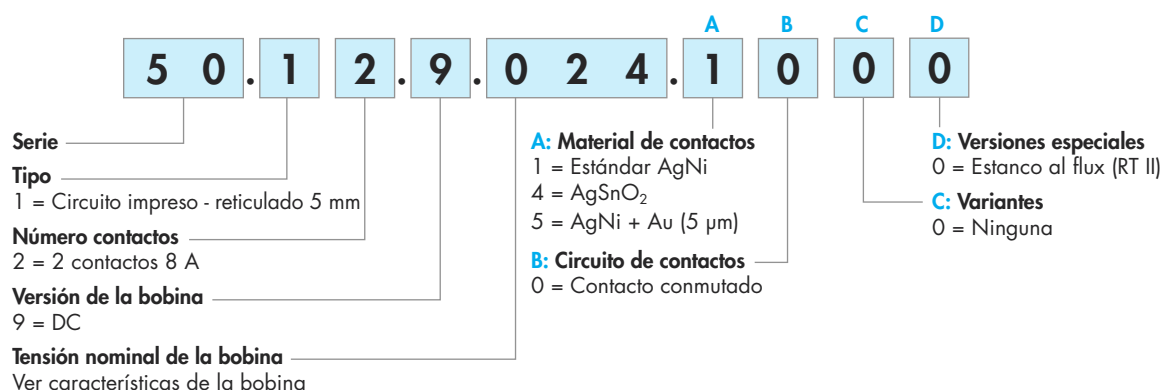 A B C D
5 0 . 1 2 . 9 . 0 2 4 . 1 0 0 0
Serie
Tipo
1 = Circuito impreso - reticulado 5 mm
Número contactos
2 = 2 contactos 8 A
Versión de la bobina
9 = DC
Tensión nominal de la bobina
Ver características de la bobina
A: Material de contactos
1 = Estándar AgNi
4 = AgSnO₂
5 = AgNi + Au (5 µm)
B: Circuito de contactos
0 = Contacto conmutado
D: Versiones especiales
0 = Estanco al flux (RT II)
C: Variantes
0 = Ninguna